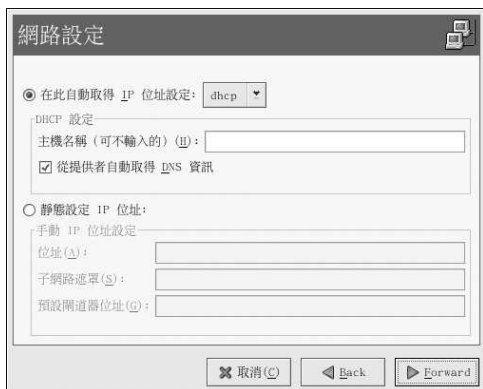 網路設定
在此自動取得 IP 位址設定: dhcp
DHCP 設定
主機名稱 (可不輸入的) (H):
從提供者自動取得 DNS 資訊
靜態設定 IP 位址:
手動 IP 位址設定
位址(A):
子網路遮罩(S):
預設閘道器位址(G):
取消(C) Back Forward